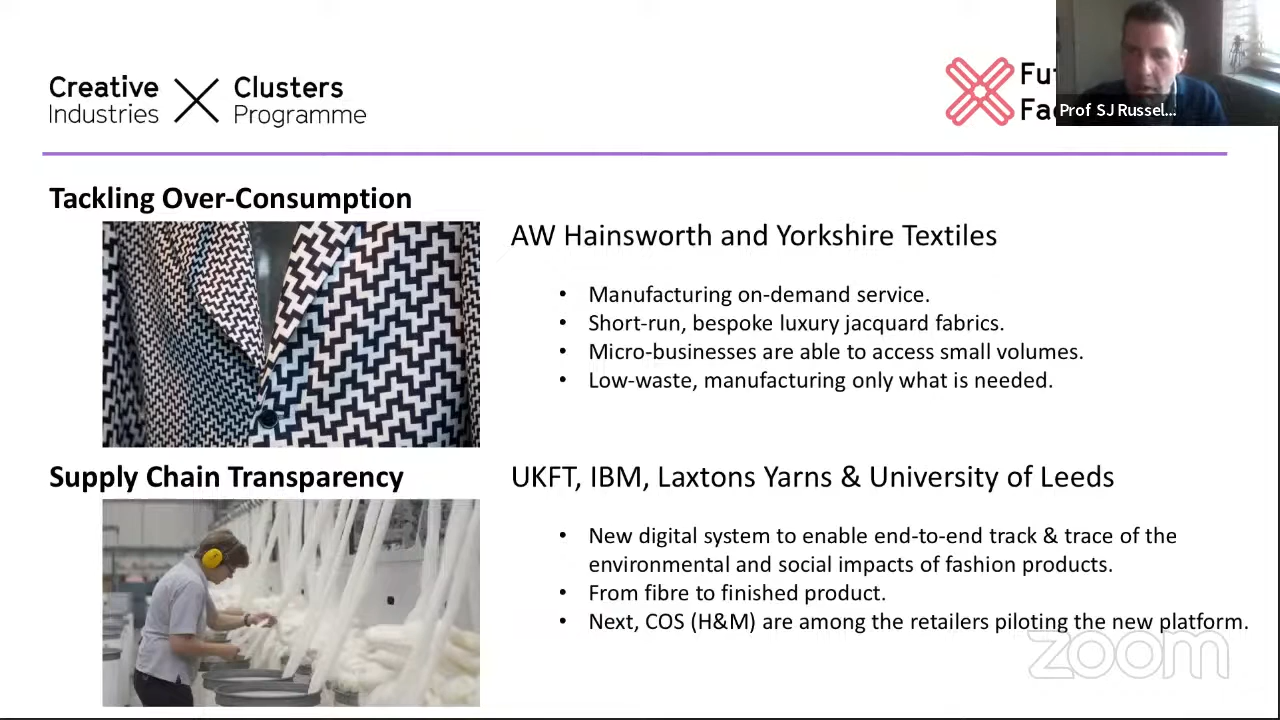 Creative Clusters
Industries Programme
Prof SJ Russel...
Tackling Over-Consumption
AW Hainsworth and Yorkshire Textiles
• Manufacturing on-demand service.
• Short-run, bespoke luxury jacquard fabrics.
• Micro-businesses are able to access small volumes.
• Low-waste, manufacturing only what is needed.
Supply Chain Transparency
UKFT, IBM, Laxtons Yarns & University of Leeds
• New digital system to enable end-to-end track & trace of the
environmental and social impacts of fashion products.
• From fibre to finished product.
• Next, COS (H&M) are among the retailers piloting the new platform.
zoom